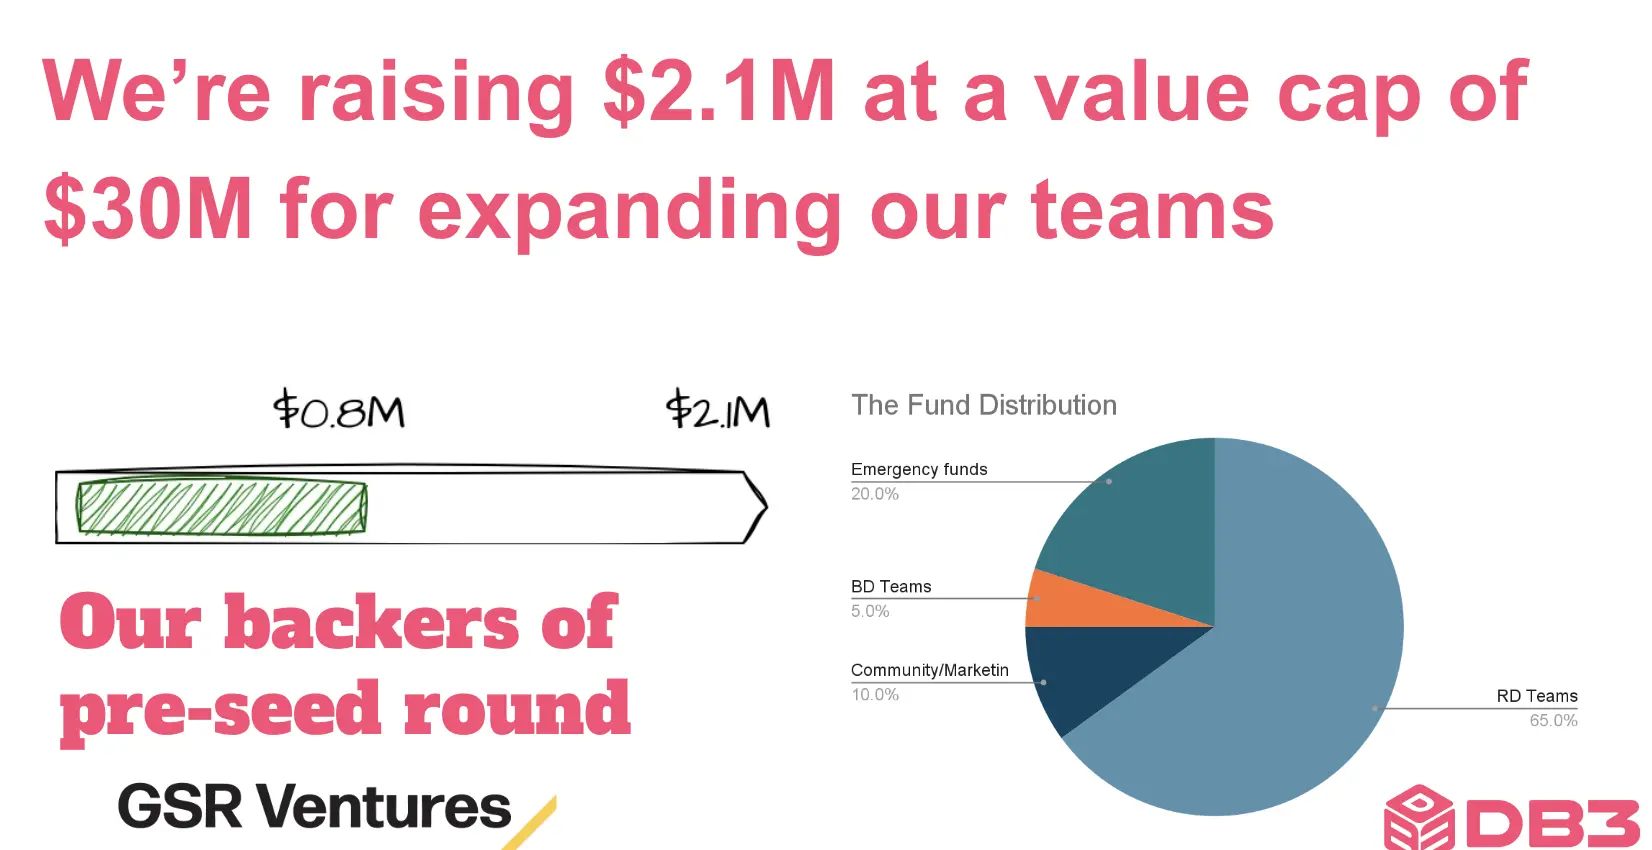 We’re raising $2.1M at a value cap of
$30M for expanding our teams
$0.8M
$2.1M
Our backers of
pre-seed round
GSR Ventures
The Fund Distribution
Emergency funds
20.0%
BD Teams
5.0%
Community/Marketin
10.0%
RD Teams
65.0%
DB3